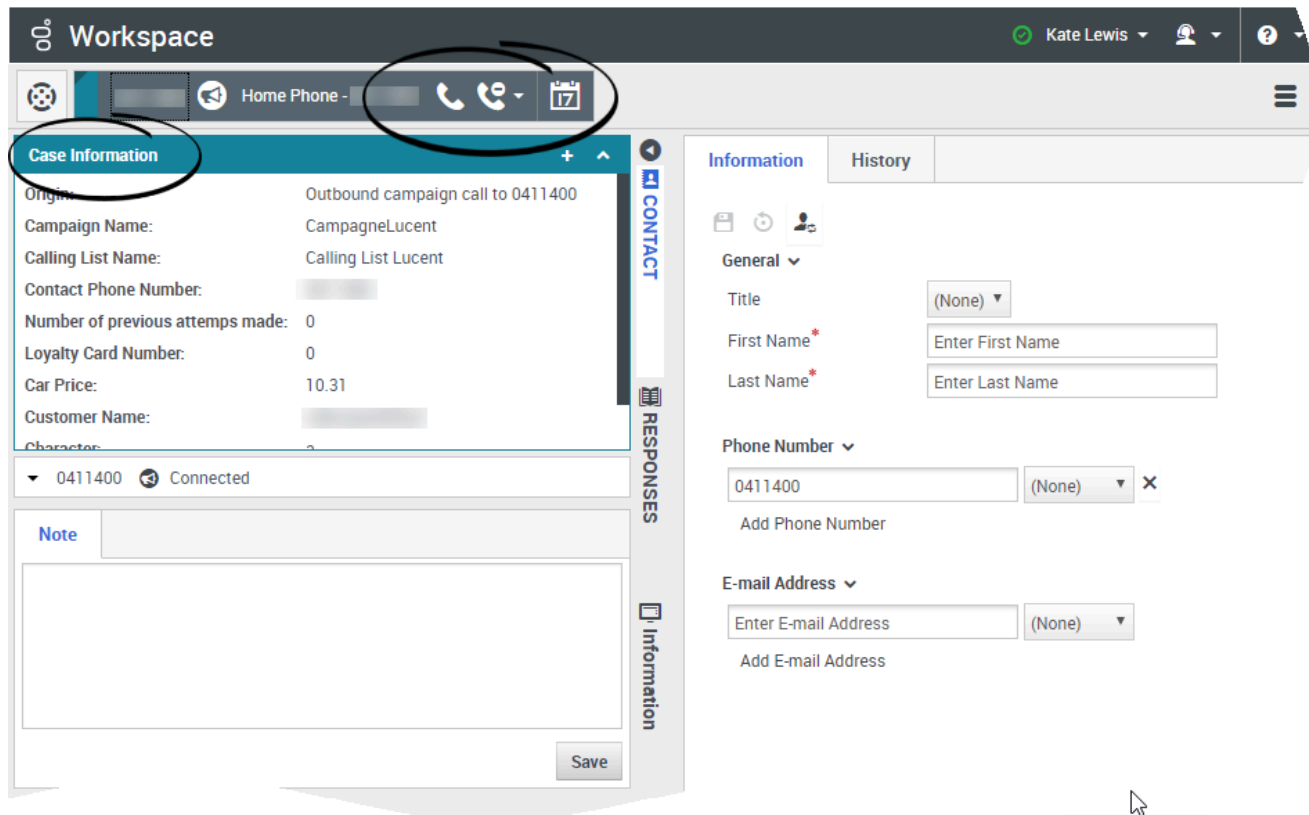 Workspace
Kate Lewis
?
Home Phone -
17
Case Information
Origin: Outbound campaign call to 0411400
Campaign Name: CampagneLucent
Calling List Name: Calling List Lucent
Contact Phone Number:
Number of previous attemps made: 0
Loyalty Card Number: 0
Car Price: 10.31
Customer Name:
Character:
0411400 Connected
Note
Save
CONTACT
RESPONSES
Information
Information History
General
Title (None)
First Name* Enter First Name
Last Name* Enter Last Name
Phone Number
0411400 (None)
Add Phone Number
E-mail Address
Enter E-mail Address (None)
Add E-mail Address